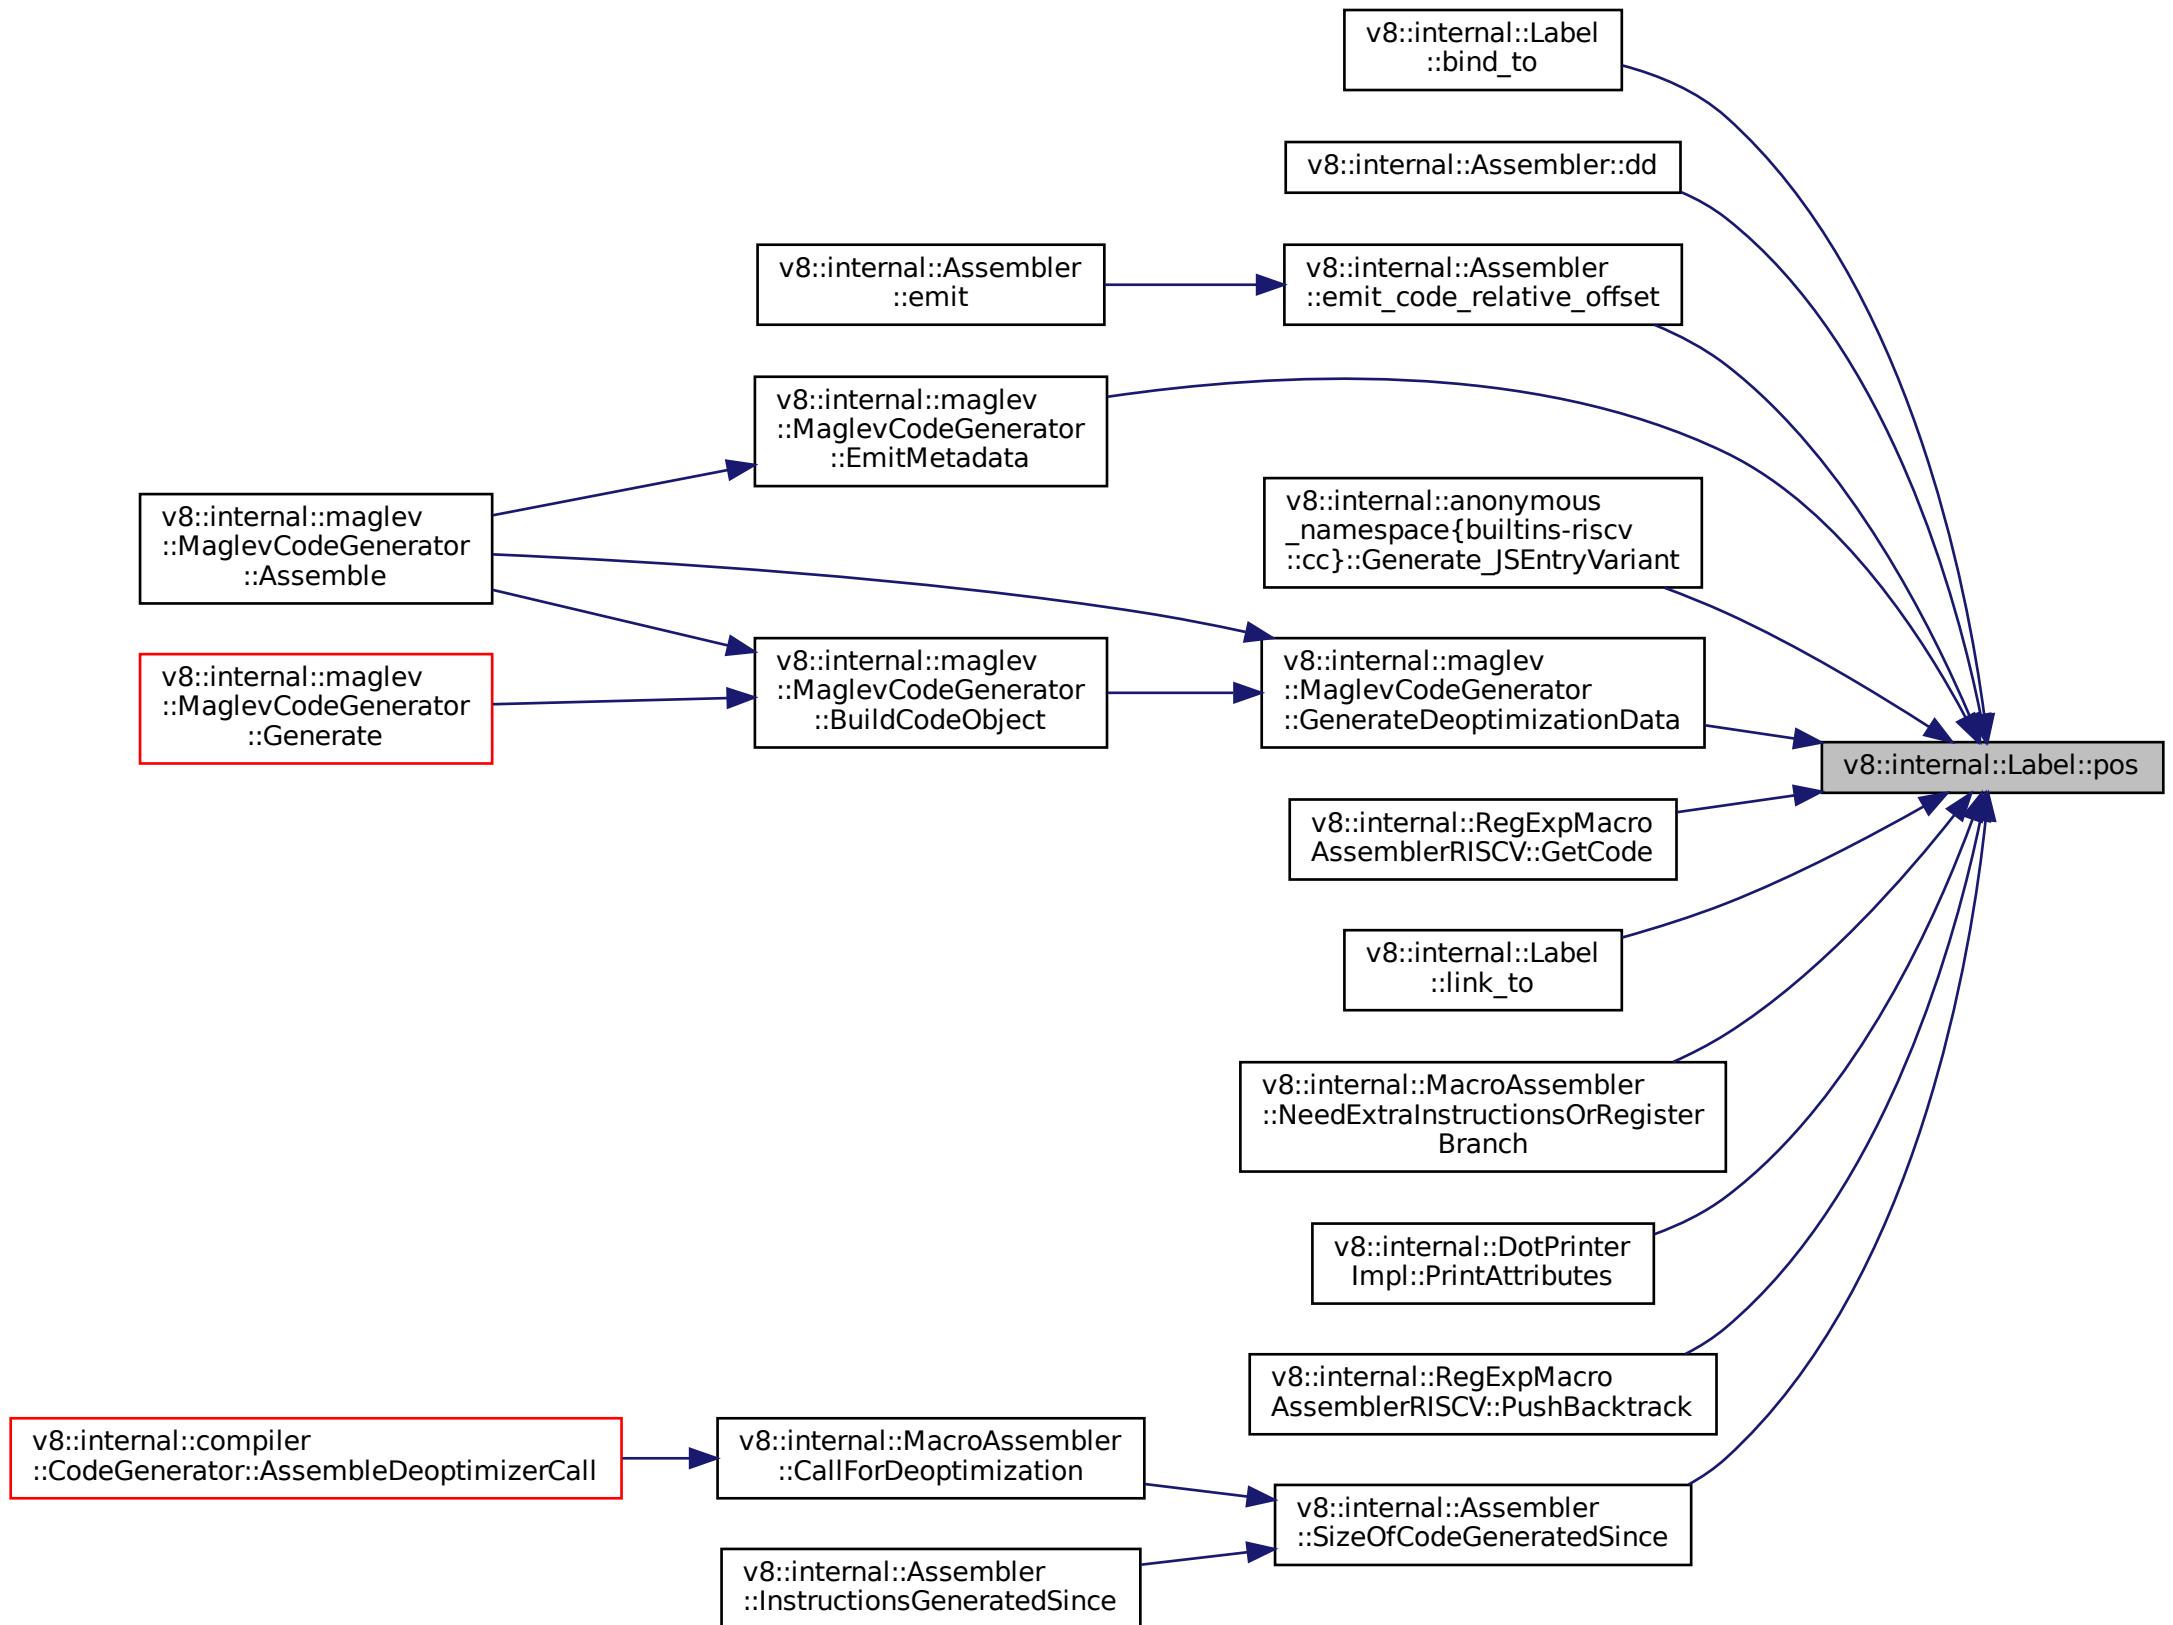 v8::internal::Label
::bind_to
v8::internal::Assembler::dd
v8::internal::Assembler
::emit
v8::internal::Assembler
::emit_code_relative_offset
v8::internal::maglev
::MaglevCodeGenerator
::EmitMetadata
v8::internal::anonymous
_namespace{builtins-riscv
::cc}::Generate_JSEntryVariant
v8::internal::maglev
::MaglevCodeGenerator
::Assemble
v8::internal::maglev
::MaglevCodeGenerator
::Generate
v8::internal::maglev
::MaglevCodeGenerator
::BuildCodeObject
v8::internal::maglev
::MaglevCodeGenerator
::GenerateDeoptimizationData
v8::internal::Label::pos
v8::internal::RegExpMacro
AssemblerRISCV::GetCode
v8::internal::Label
::link_to
v8::internal::MacroAssembler
::NeedExtraInstructionsOrRegister
Branch
v8::internal::DotPrinter
Impl::PrintAttributes
v8::internal::RegExpMacro
AssemblerRISCV::PushBacktrack
v8::internal::compiler
::CodeGenerator::AssembleDeoptimizerCall
v8::internal::MacroAssembler
::CallForDeoptimization
v8::internal::Assembler
::SizeOfCodeGeneratedSince
v8::internal::Assembler
::InstructionsGeneratedSince